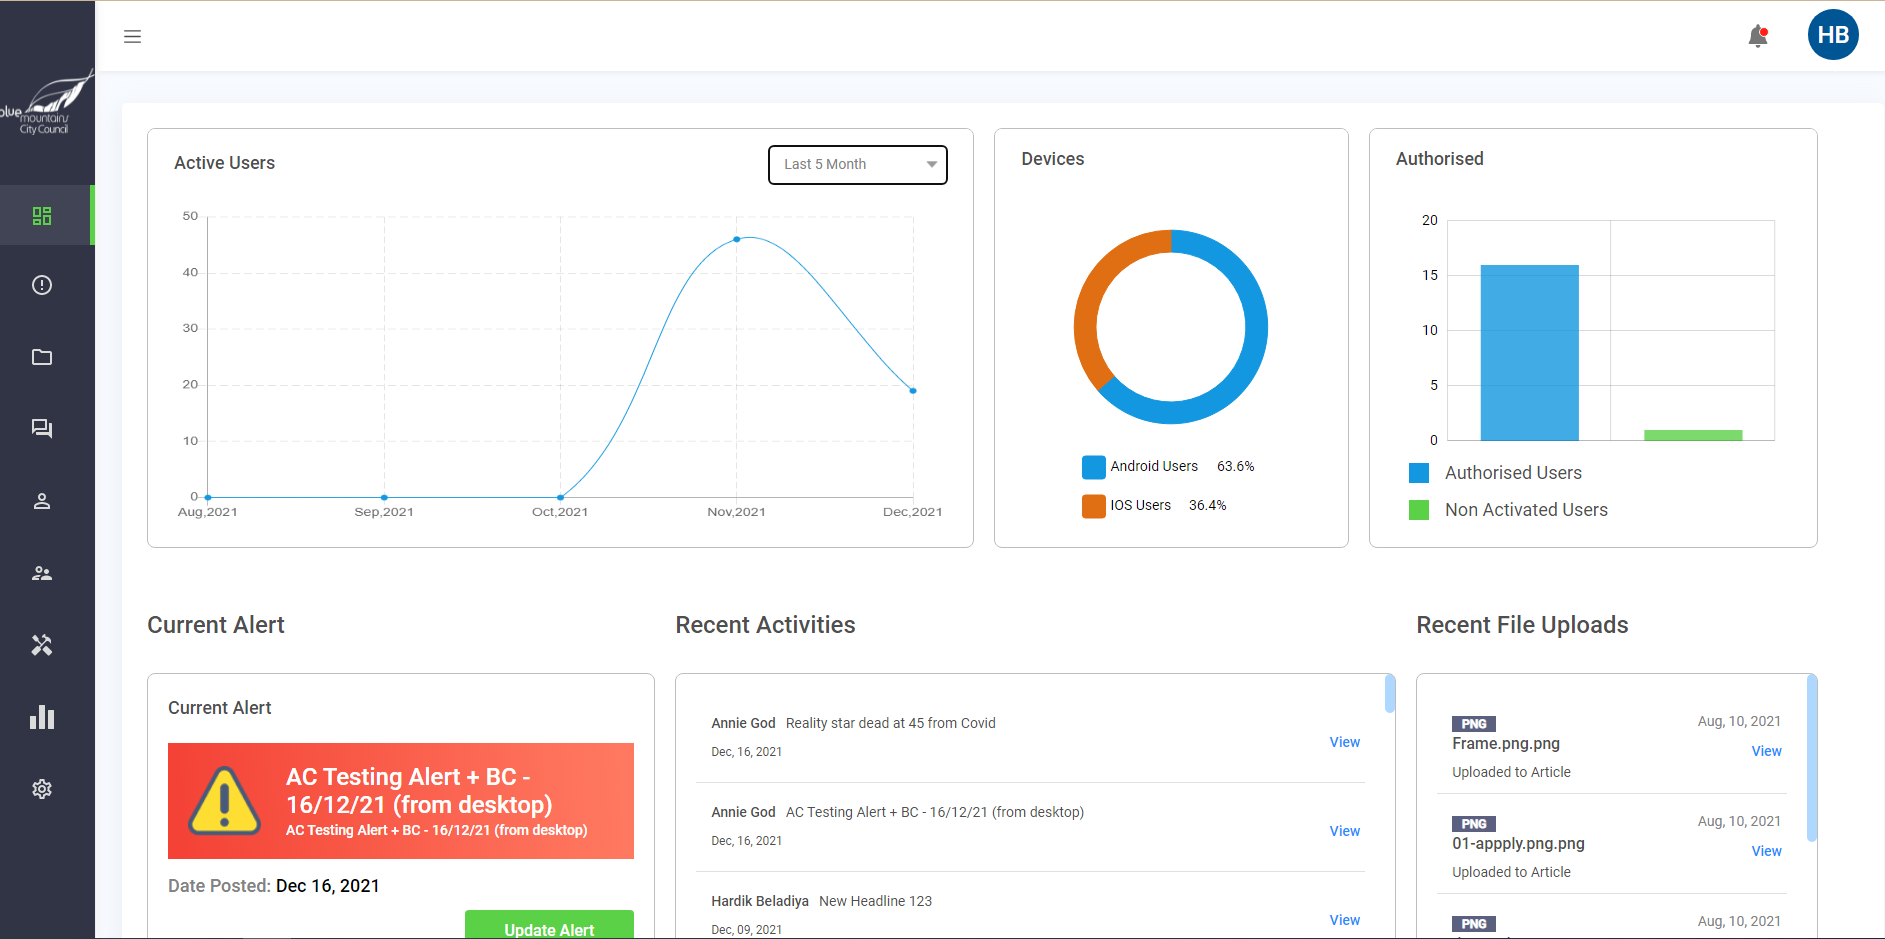 blue
mountains
City Council
HB
Active Users
Last 5 Month
50
40
30
20
10
0
Aug,2021
Sep,2021
Oct,2021
Nov,2021
Dec,2021
Devices
Android Users 63.6%
IOS Users 36.4%
Authorised
20
15
10
5
0
Authorised Users
Non Activated Users
Current Alert
Current Alert
AC Testing Alert + BC -
16/12/21 (from desktop)
AC Testing Alert + BC - 16/12/21 (from desktop)
Date Posted: Dec 16, 2021
Update Alert
Recent Activities
Annie God Reality star dead at 45 from Covid
Dec, 16, 2021
View
Annie God AC Testing Alert + BC - 16/12/21 (from desktop)
Dec, 16, 2021
View
Hardik Beladiya New Headline 123
Dec, 09, 2021
View
Recent File Uploads
PNG
Aug, 10, 2021
Frame.png.png
View
Uploaded to Article
PNG
Aug, 10, 2021
01-appply.png.png
View
Uploaded to Article
PNG
Aug, 10, 2021